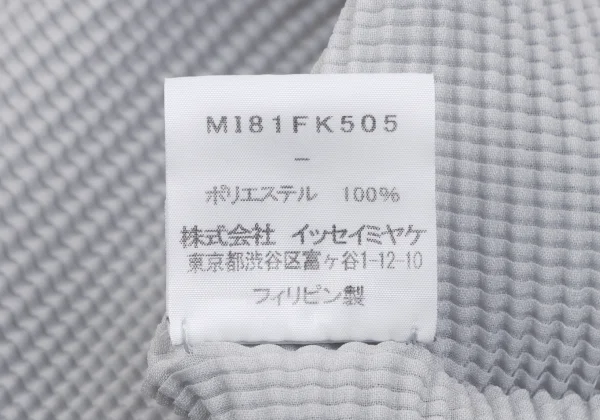 MI81FK505
–
ポリエステル 100%
株式会社 イッセイミヤケ
東京都渋谷区富ヶ谷1-12-10
フィリピン製